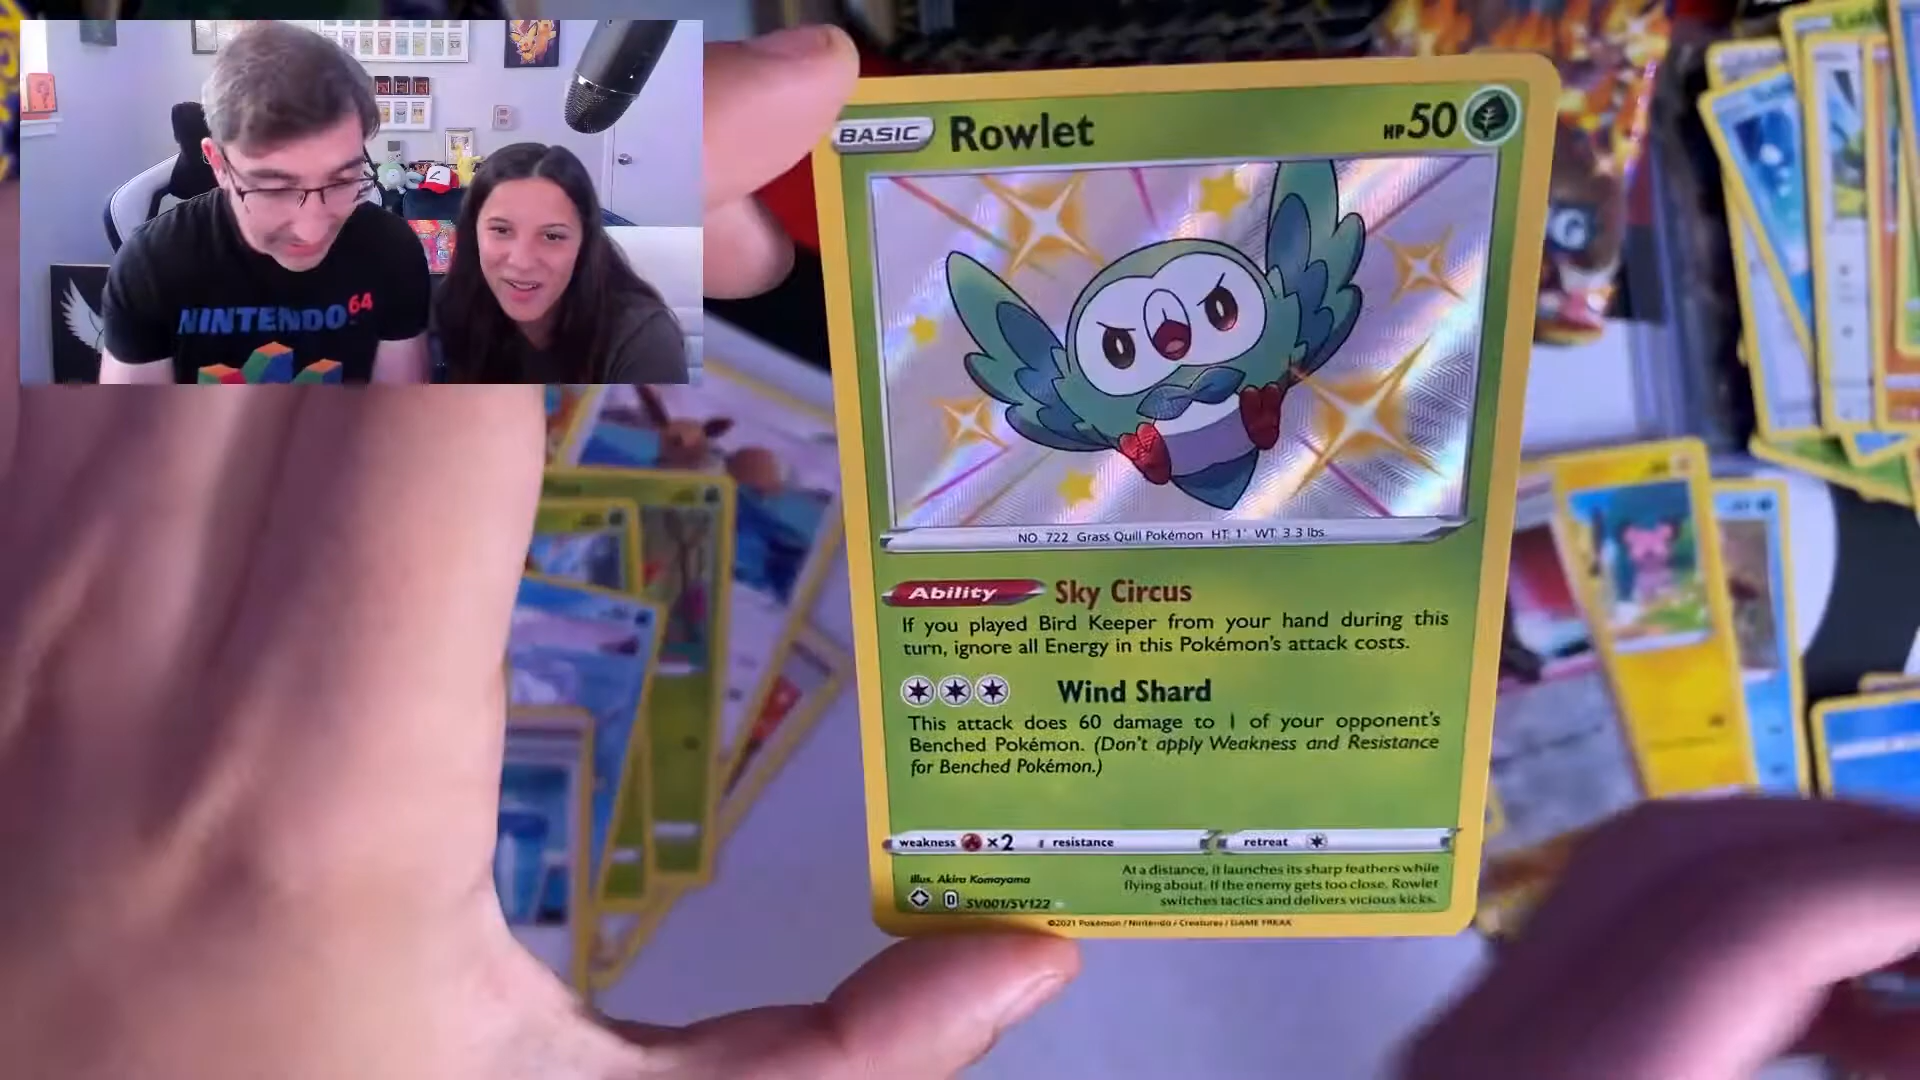 NINTENDO 64
BASIC Rowlet HP 50
NO. 722 Grass Quill Pokémon HT: 1' WT: 3.3 lbs.
Ability Sky Circus
If you played Bird Keeper from your hand during this
turn, ignore all Energy in this Pokémon's attack costs.
Wind Shard
This attack does 60 damage to 1 of your opponent's
Benched Pokémon. (Don't apply Weakness and Resistance
for Benched Pokémon.)
weakness ×2 resistance retreat
Illus. Akira Komayama
D SV001/SV122
At a distance, it launches its sharp feathers while
flying about. If the enemy gets too close, Rowlet
switches tactics and delivers vicious kicks.
©2021 Pokémon / Nintendo / Creatures / GAME FREAK